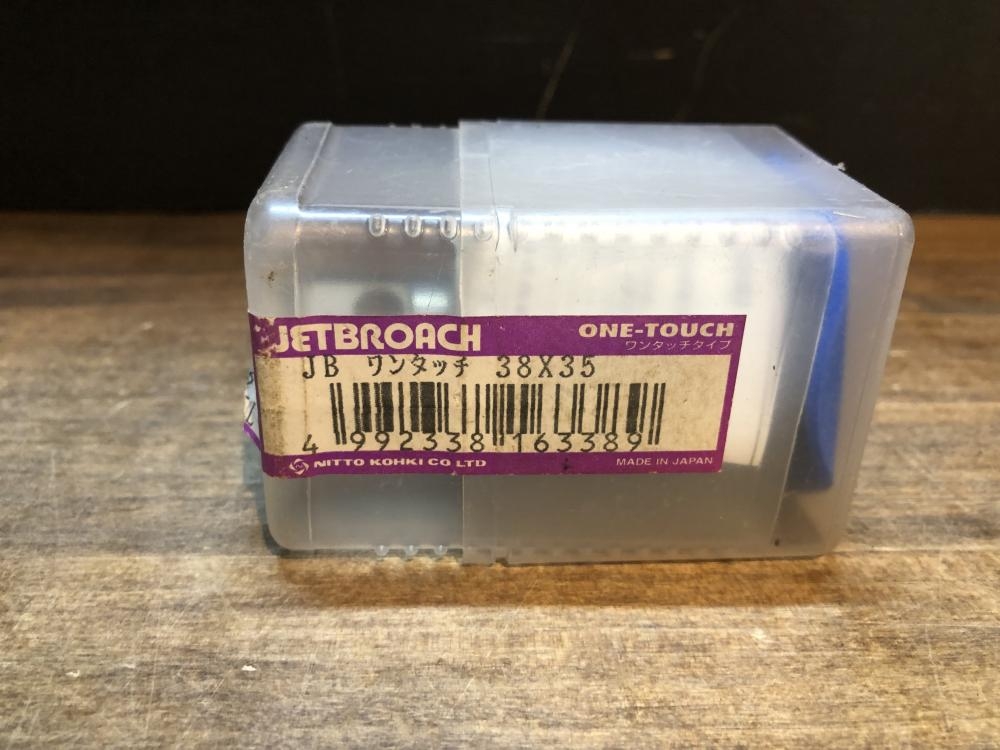 JETBROACH
ONE-TOUCH
ワンタッチタイプ
JB ワンタッチ 38X35
4 992338 163389
NITTO KOHKI CO LTD
MADE IN JAPAN